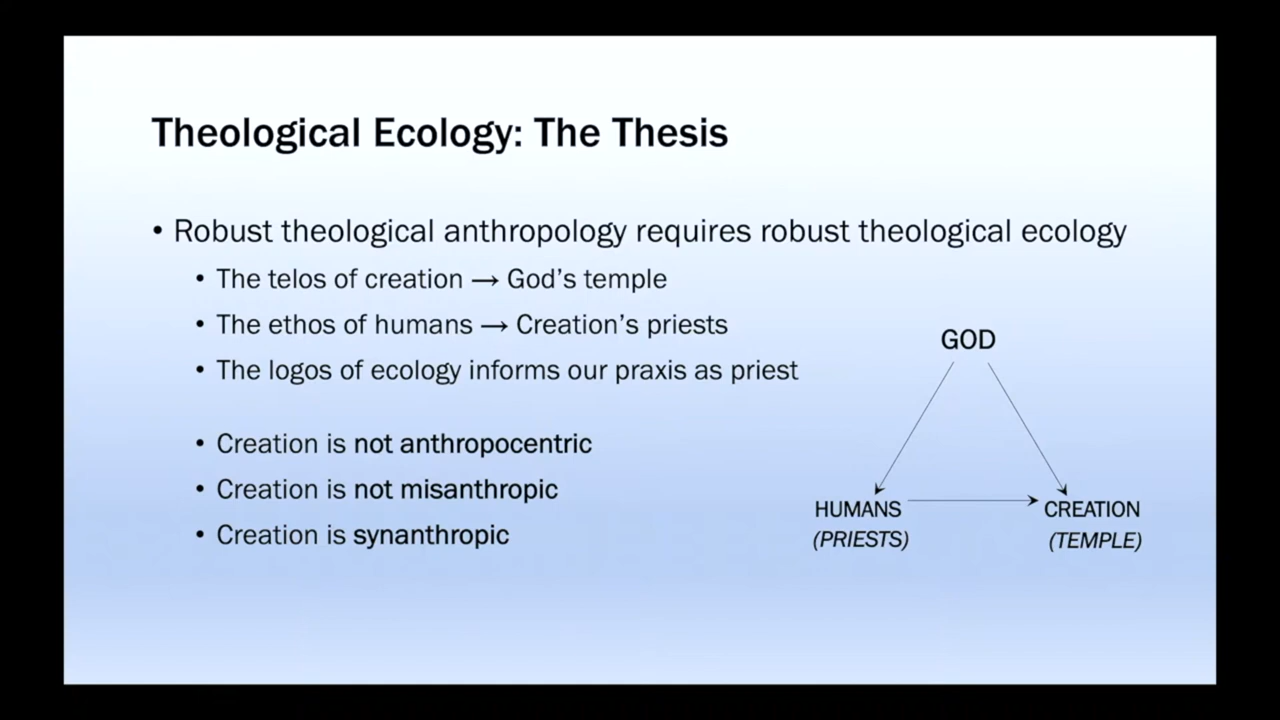 Theological Ecology: The Thesis
• Robust theological anthropology requires robust theological ecology
• The telos of creation → God's temple
• The ethos of humans → Creation's priests
• The logos of ecology informs our praxis as priest
• Creation is not anthropocentric
• Creation is not misanthropic
• Creation is synanthropic
GOD
HUMANS
(PRIESTS)
CREATION
(TEMPLE)